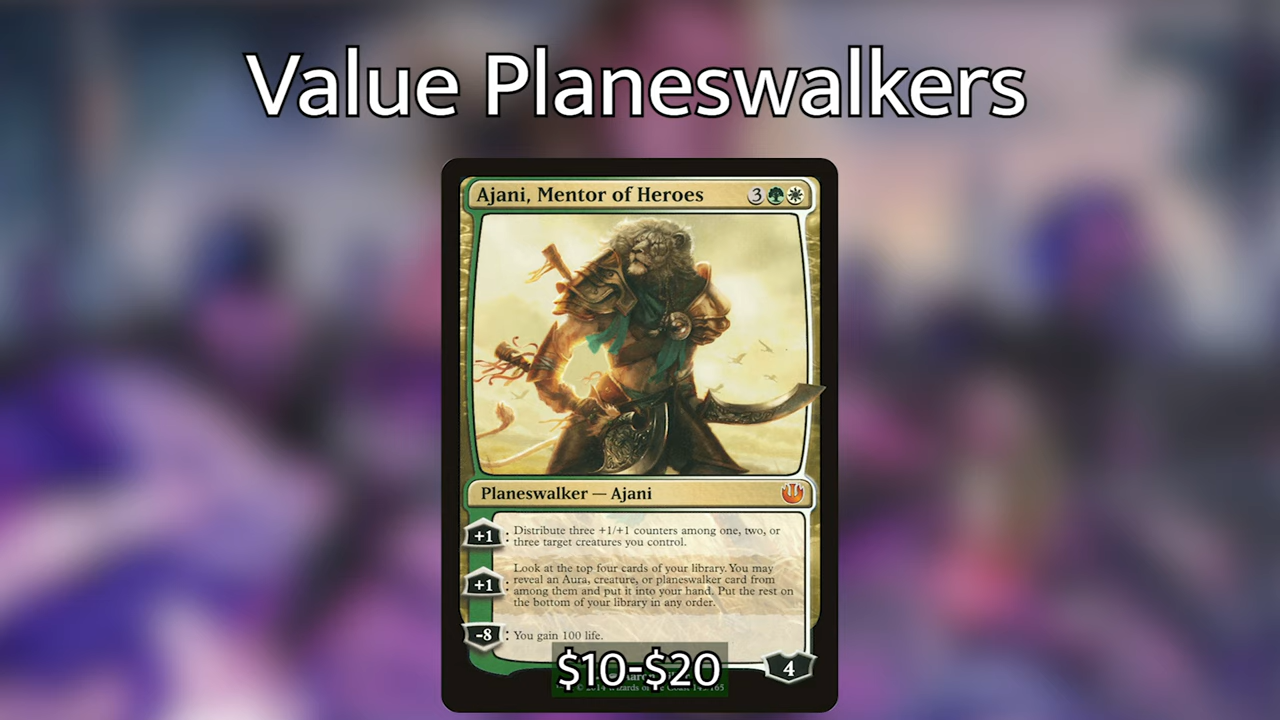 Value Planeswalkers
Ajani, Mentor of Heroes 3
Planeswalker — Ajani
+1 : Distribute three +1/+1 counters among one, two, or
three target creatures you control.
Look at the top four cards of your library. You may
+1 : reveal an Aura, creature, or planeswalker card from
among them and put it into your hand. Put the rest on
the bottom of your library in any order.
-8 : You gain 100 life.
$10-$20
4